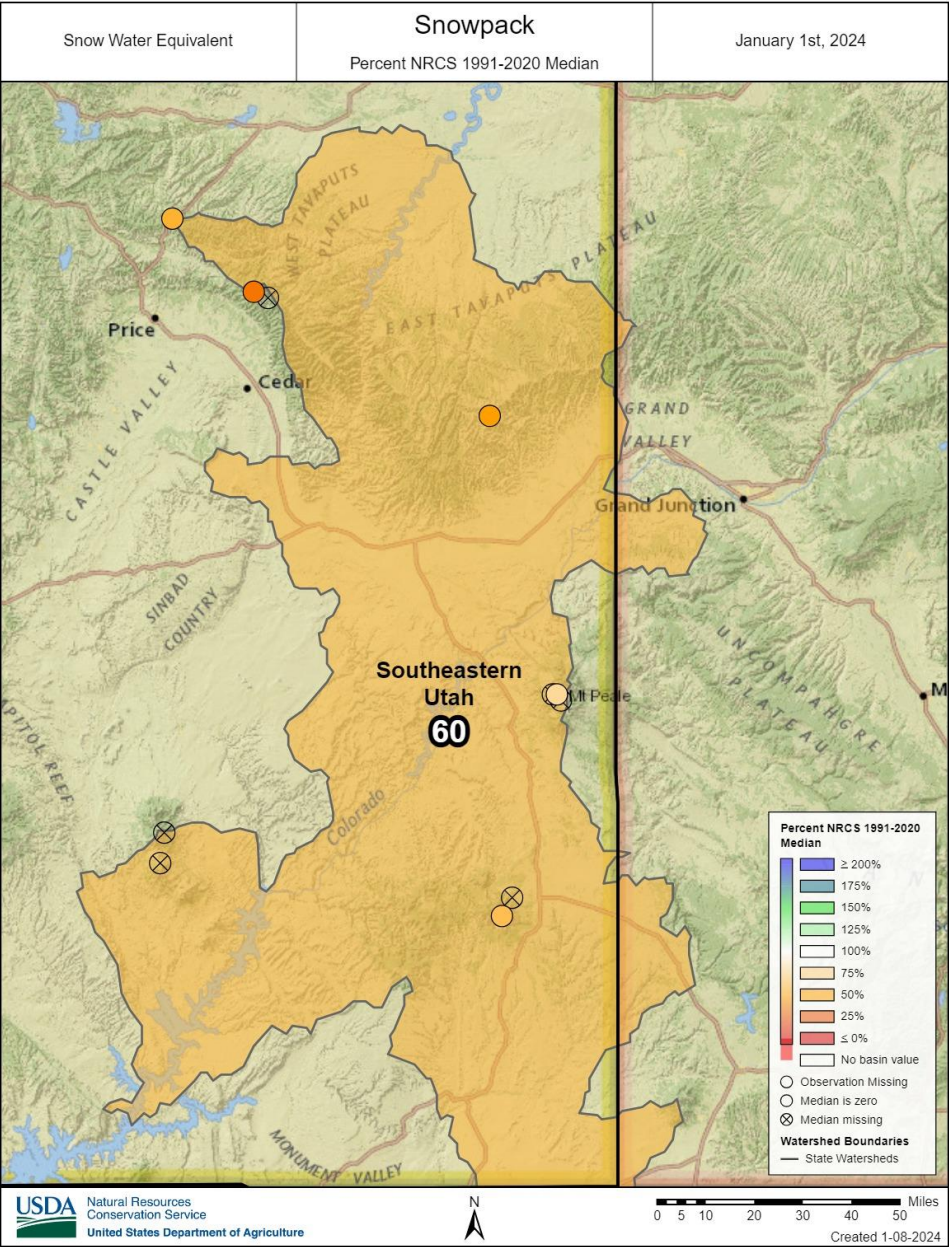 Snow Water Equivalent
Snowpack
Percent NRCS 1991-2020 Median
January 1st, 2024
WEST TAVAPUTS
PLATEAU
EAST TAVAPUTS PLATEAU
Price
Cedar
CASTLE VALLEY
GRAND
VALLEY
Grand Junction
SINBAD
COUNTRY
UNCOMPAHGRE
PLATEAU
Southeastern
Utah
60
Mt Peale
M
APITOL REEF
Colorado
MONUMENT VALLEY
Percent NRCS 1991-2020
Median
≥ 200%
175%
150%
125%
100%
75%
50%
25%
≤ 0%
No basin value
Observation Missing
Median is zero
Median missing
Watershed Boundaries
State Watersheds
USDA
Natural Resources
Conservation Service
United States Department of Agriculture
N
Miles
0 5 10 20 30 40 50
Created 1-08-2024